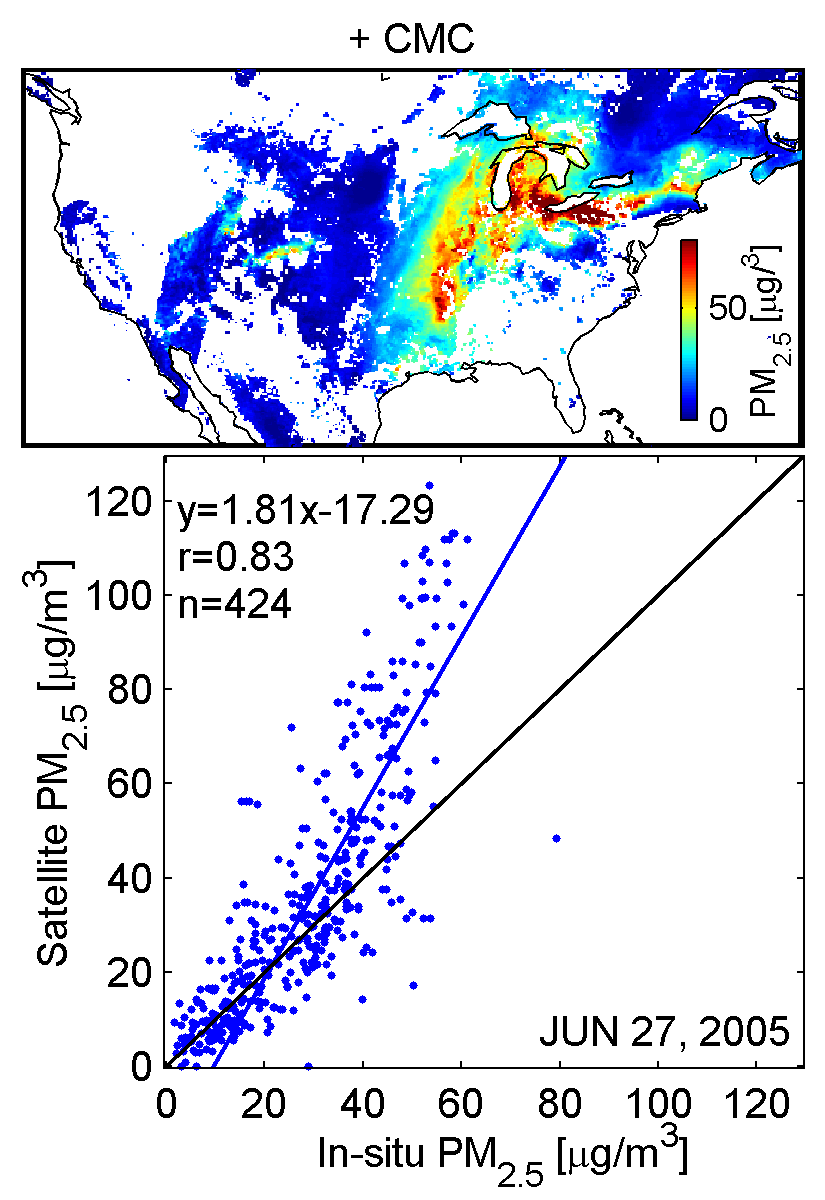 + CMC
50
0
PM2.5 [μg/3]
120
100
80
60
40
20
0
Satellite PM2.5 [μg/m3]
y=1.81x-17.29
r=0.83
n=424
JUN 27, 2005
0 20 40 60 80 100 120
In-situ PM2.5 [μg/m3]